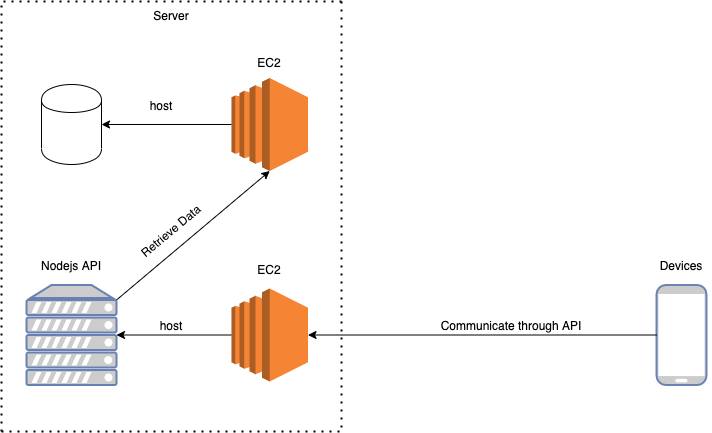 Server
EC2
host
Retrieve Data
Nodejs API
EC2
Devices
host
Communicate through API